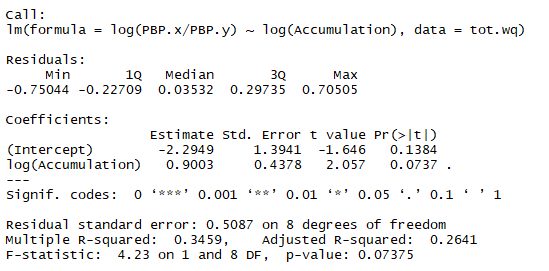 Call:
lm(formula = log(PBP.x/PBP.y) ~ log(Accumulation), data = tot.wq)
Residuals:
Min 1Q Median 3Q Max
-0.75044 -0.22709 0.03532 0.29735 0.70505
Coefficients:
Estimate Std. Error t value Pr(>|t|)
(Intercept) -2.2949 1.3941 -1.646 0.1384
log(Accumulation) 0.9003 0.4378 2.057 0.0737 .
---
Signif. codes: 0 ‘***’ 0.001 ‘**’ 0.01 ‘*’ 0.05 ‘.’ 0.1 ‘ ’ 1
Residual standard error: 0.5087 on 8 degrees of freedom
Multiple R-squared: 0.3459, Adjusted R-squared: 0.2641
F-statistic: 4.23 on 1 and 8 DF, p-value: 0.07375